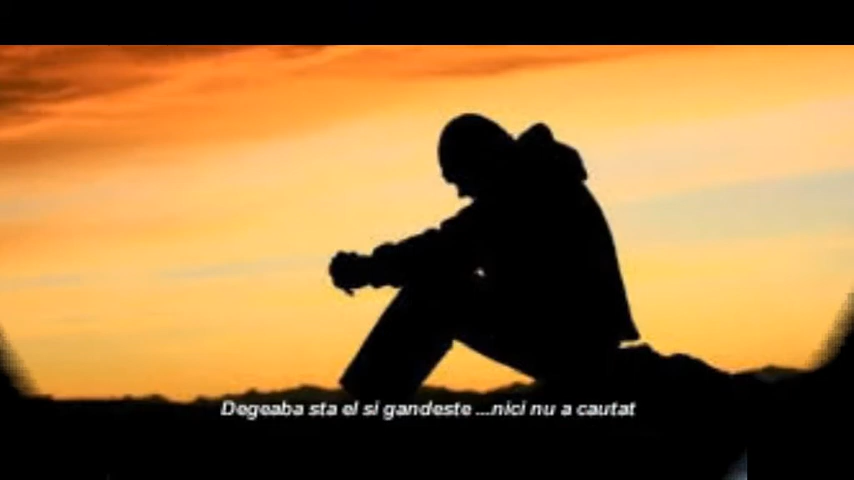 Degeaba sta el si gandeste ...nici nu a cautat